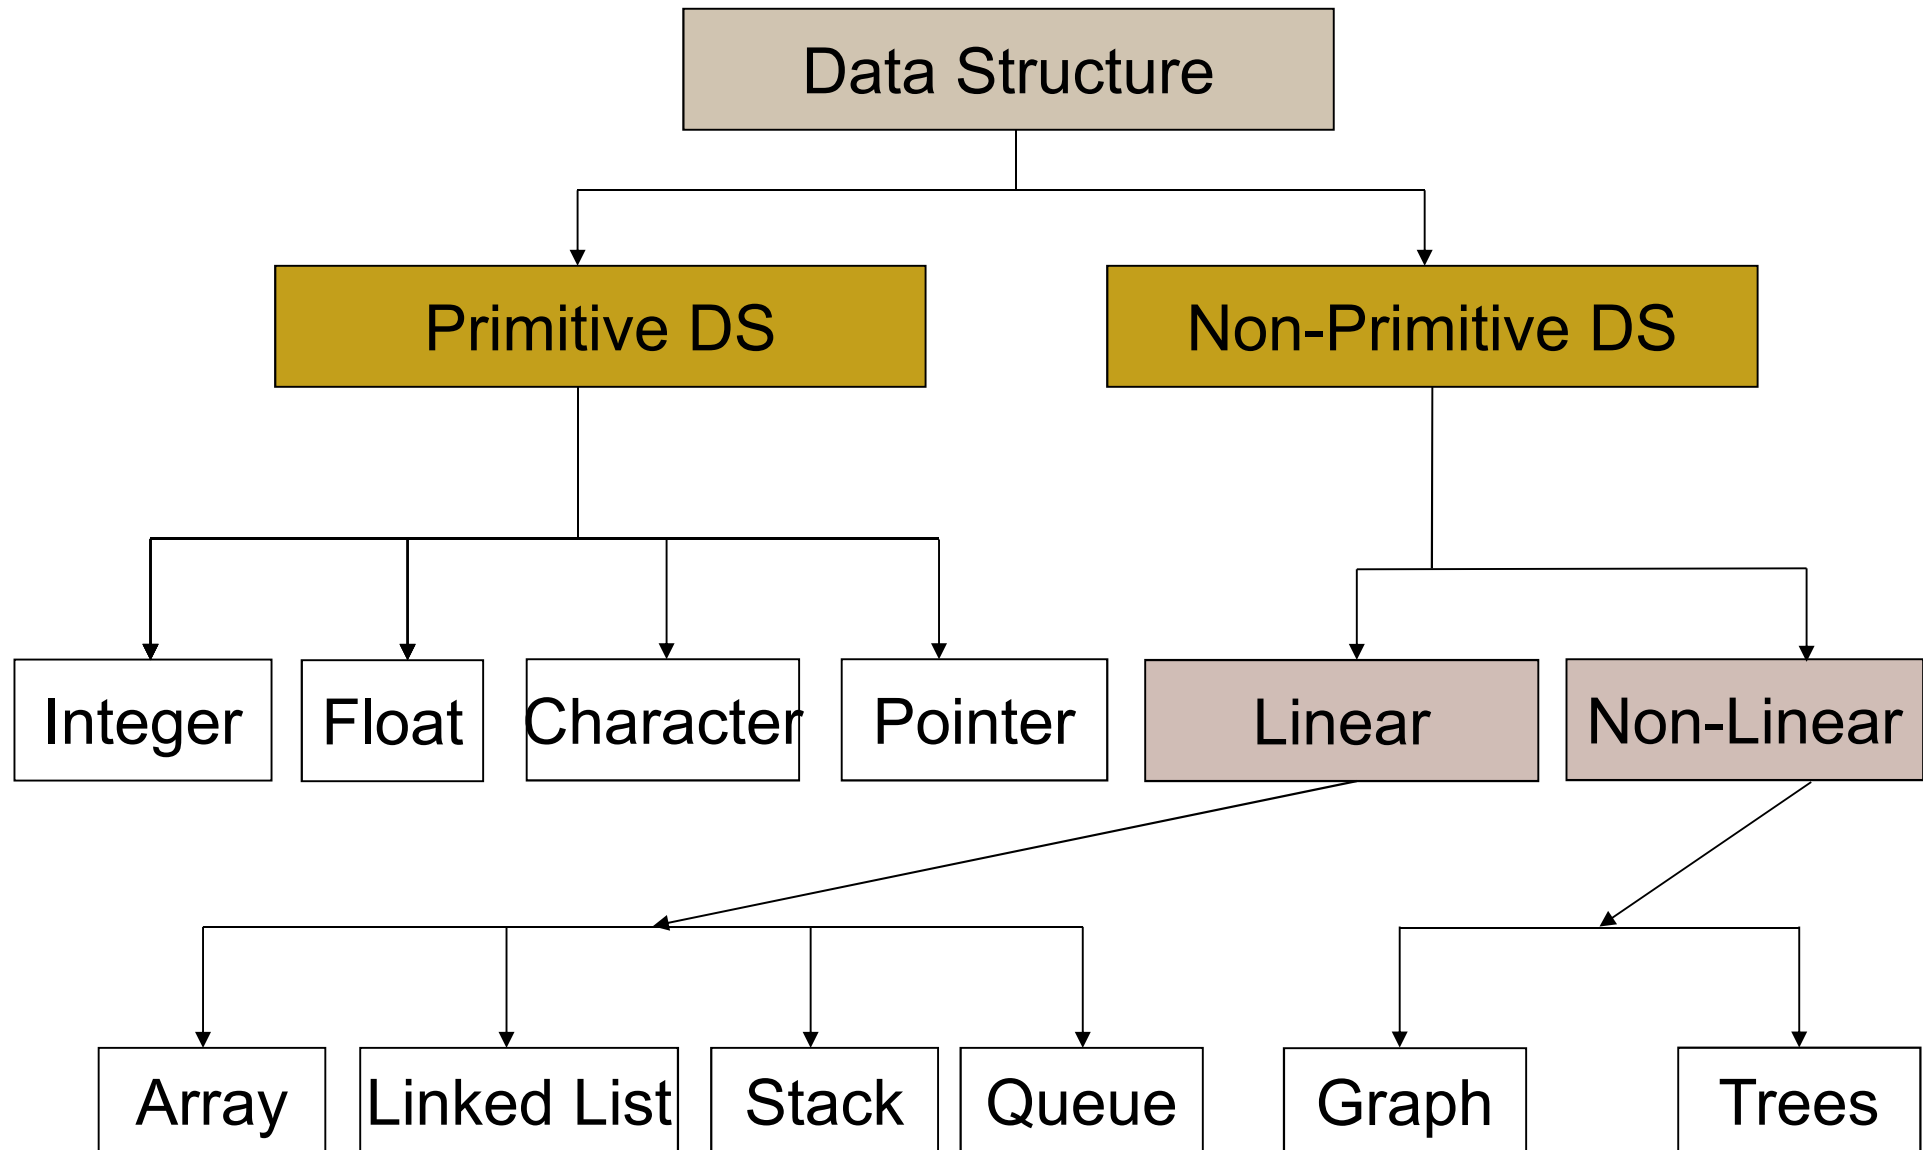 Data Structure
Primitive DS
Non-Primitive DS
Integer
Float
Character
Pointer
Linear
Non-Linear
Array
Linked List
Stack
Queue
Graph
Trees